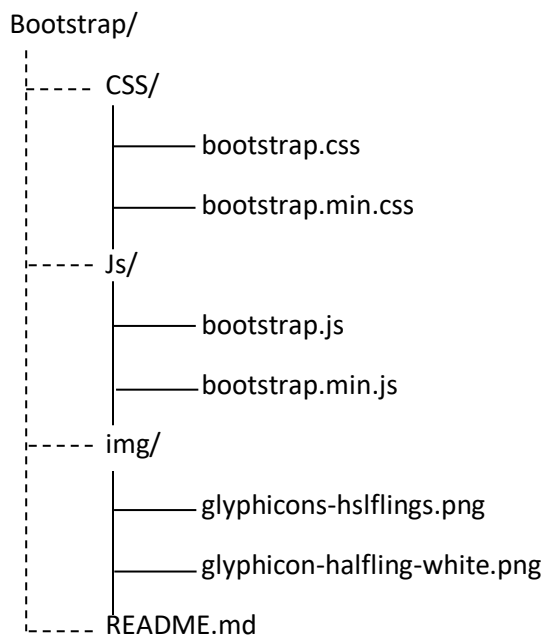 Bootstrap/
CSS/
bootstrap.css
bootstrap.min.css
Js/
bootstrap.js
bootstrap.min.js
img/
glyphicons-hslflings.png
glyphicon-halfling-white.png
README.md